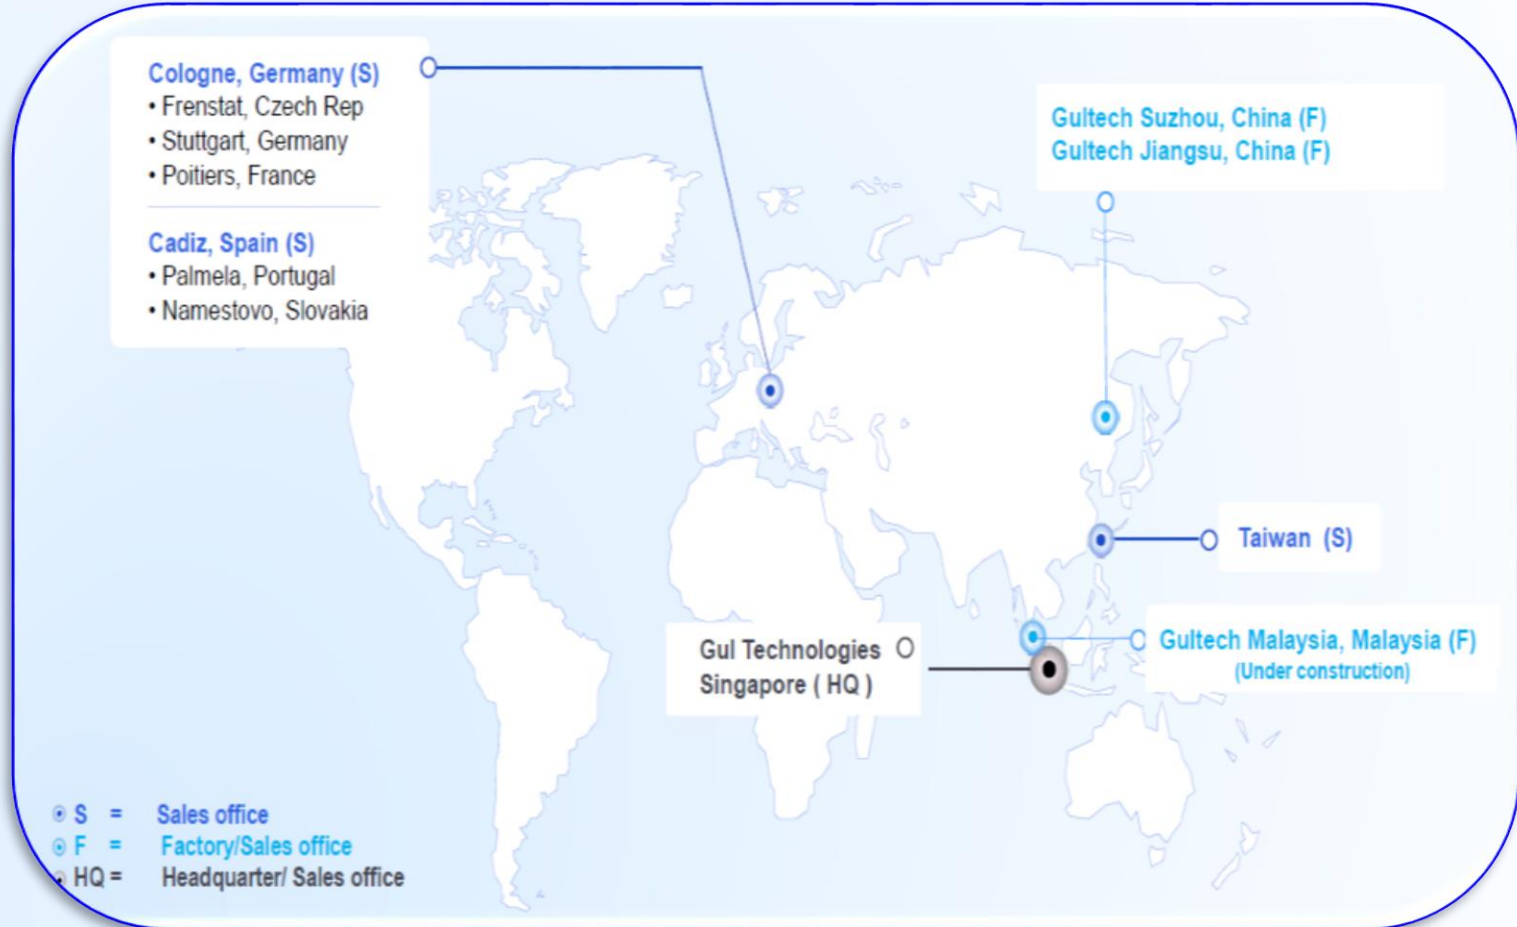 Cologne, Germany (S)
• Frenstat, Czech Rep
• Stuttgart, Germany
• Poitiers, France
Cadiz, Spain (S)
• Palmela, Portugal
• Namestovo, Slovakia
Gultech Suzhou, China (F)
Gultech Jiangsu, China (F)
Taiwan (S)
Gultech Malaysia, Malaysia (F)
(Under construction)
Gul Technologies
Singapore ( HQ )
S = Sales office
F = Factory/Sales office
HQ = Headquarter/ Sales office